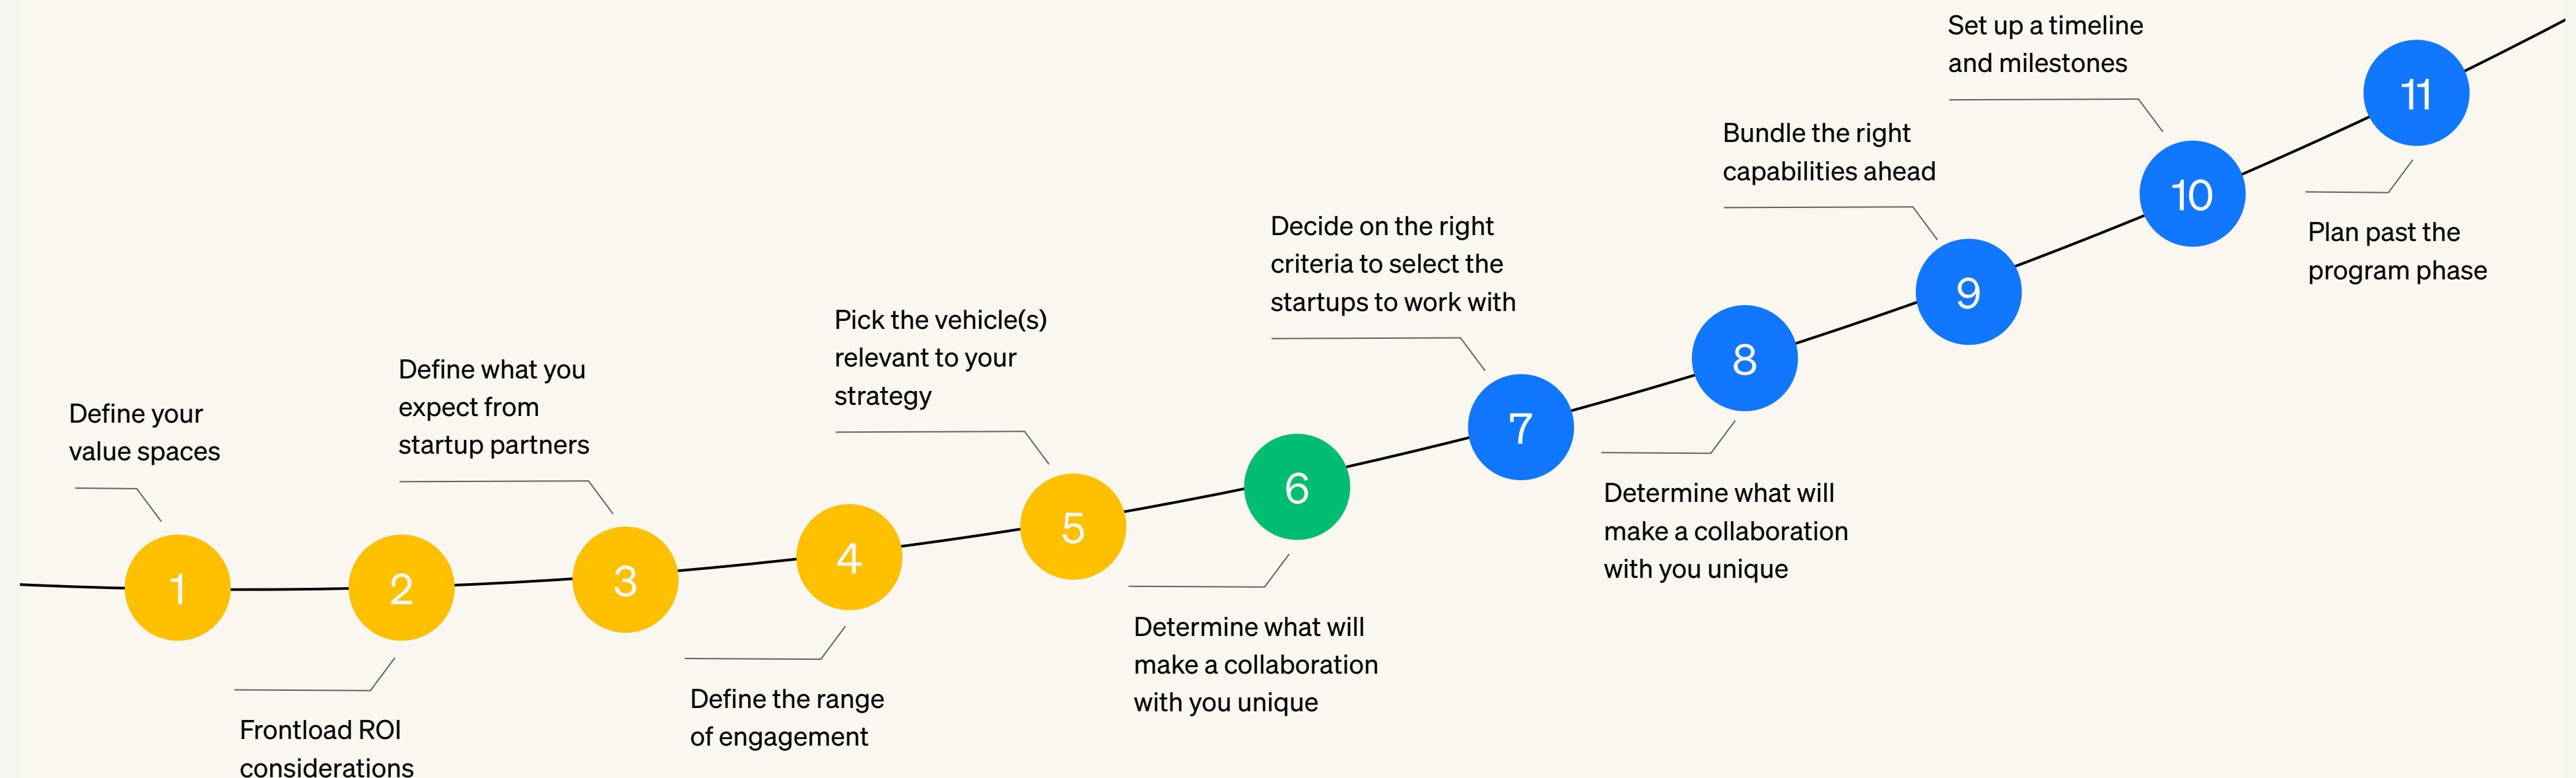 1
Define your
value spaces
2
Frontload ROI
considerations
3
Define what you
expect from
startup partners
4
Define the range
of engagement
5
Pick the vehicle(s)
relevant to your
strategy
6
Determine what will
make a collaboration
with you unique
7
Decide on the right
criteria to select the
startups to work with
8
Determine what will
make a collaboration
with you unique
9
Bundle the right
capabilities ahead
10
Set up a timeline
and milestones
11
Plan past the
program phase